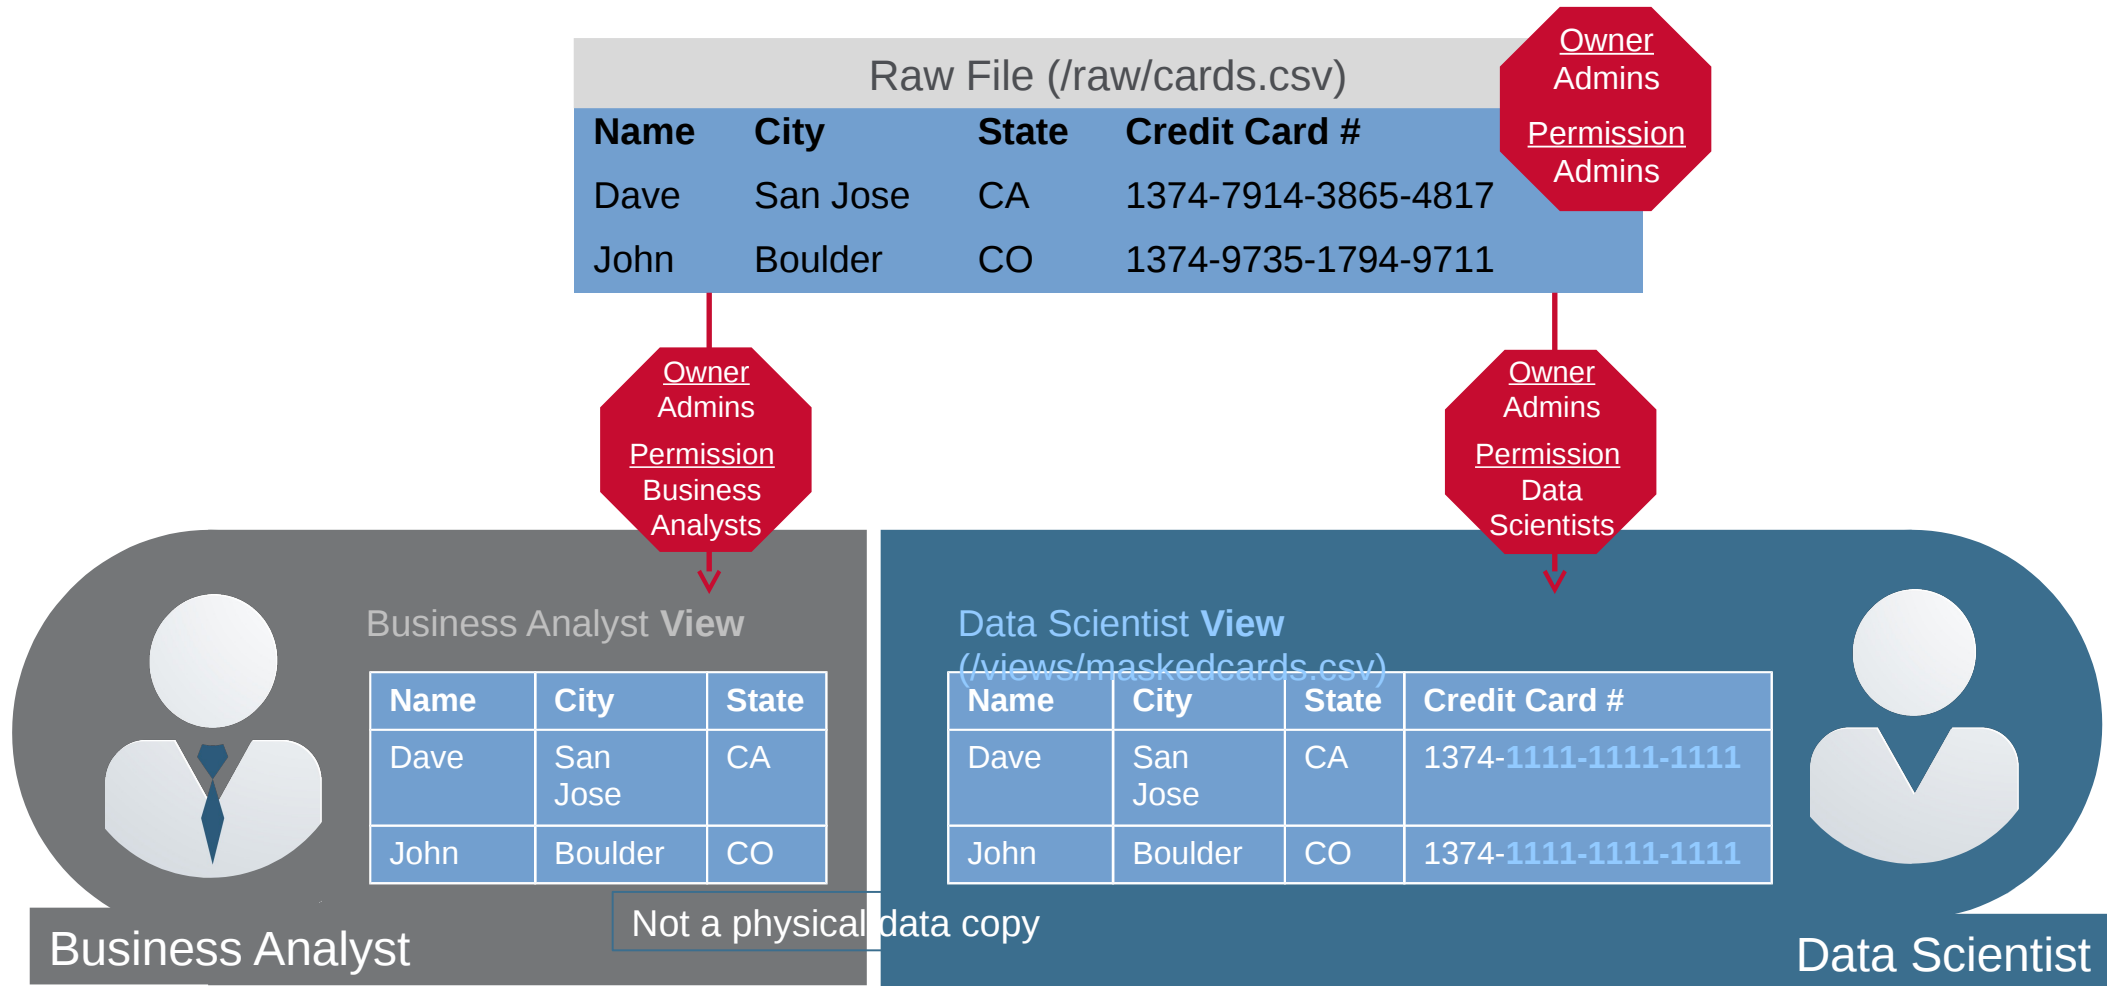 Raw File (/raw/cards.csv)
Name City State Credit Card #
Dave San Jose CA 1374-7914-3865-4817
John Boulder CO 1374-9735-1794-9711
Owner
Admins
Permission
Admins
Owner
Admins
Permission
Business
Analysts
Owner
Admins
Permission
Data
Scientists
Business Analyst View
Name City State
Dave San CA
Jose
John Boulder CO
Data Scientist View
(/views/maskedcards.csv)
Name City State Credit Card #
Dave San CA 1374-1111-1111-1111
Jose
John Boulder CO 1374-1111-1111-1111
Not a physical data copy
Business Analyst
Data Scientist